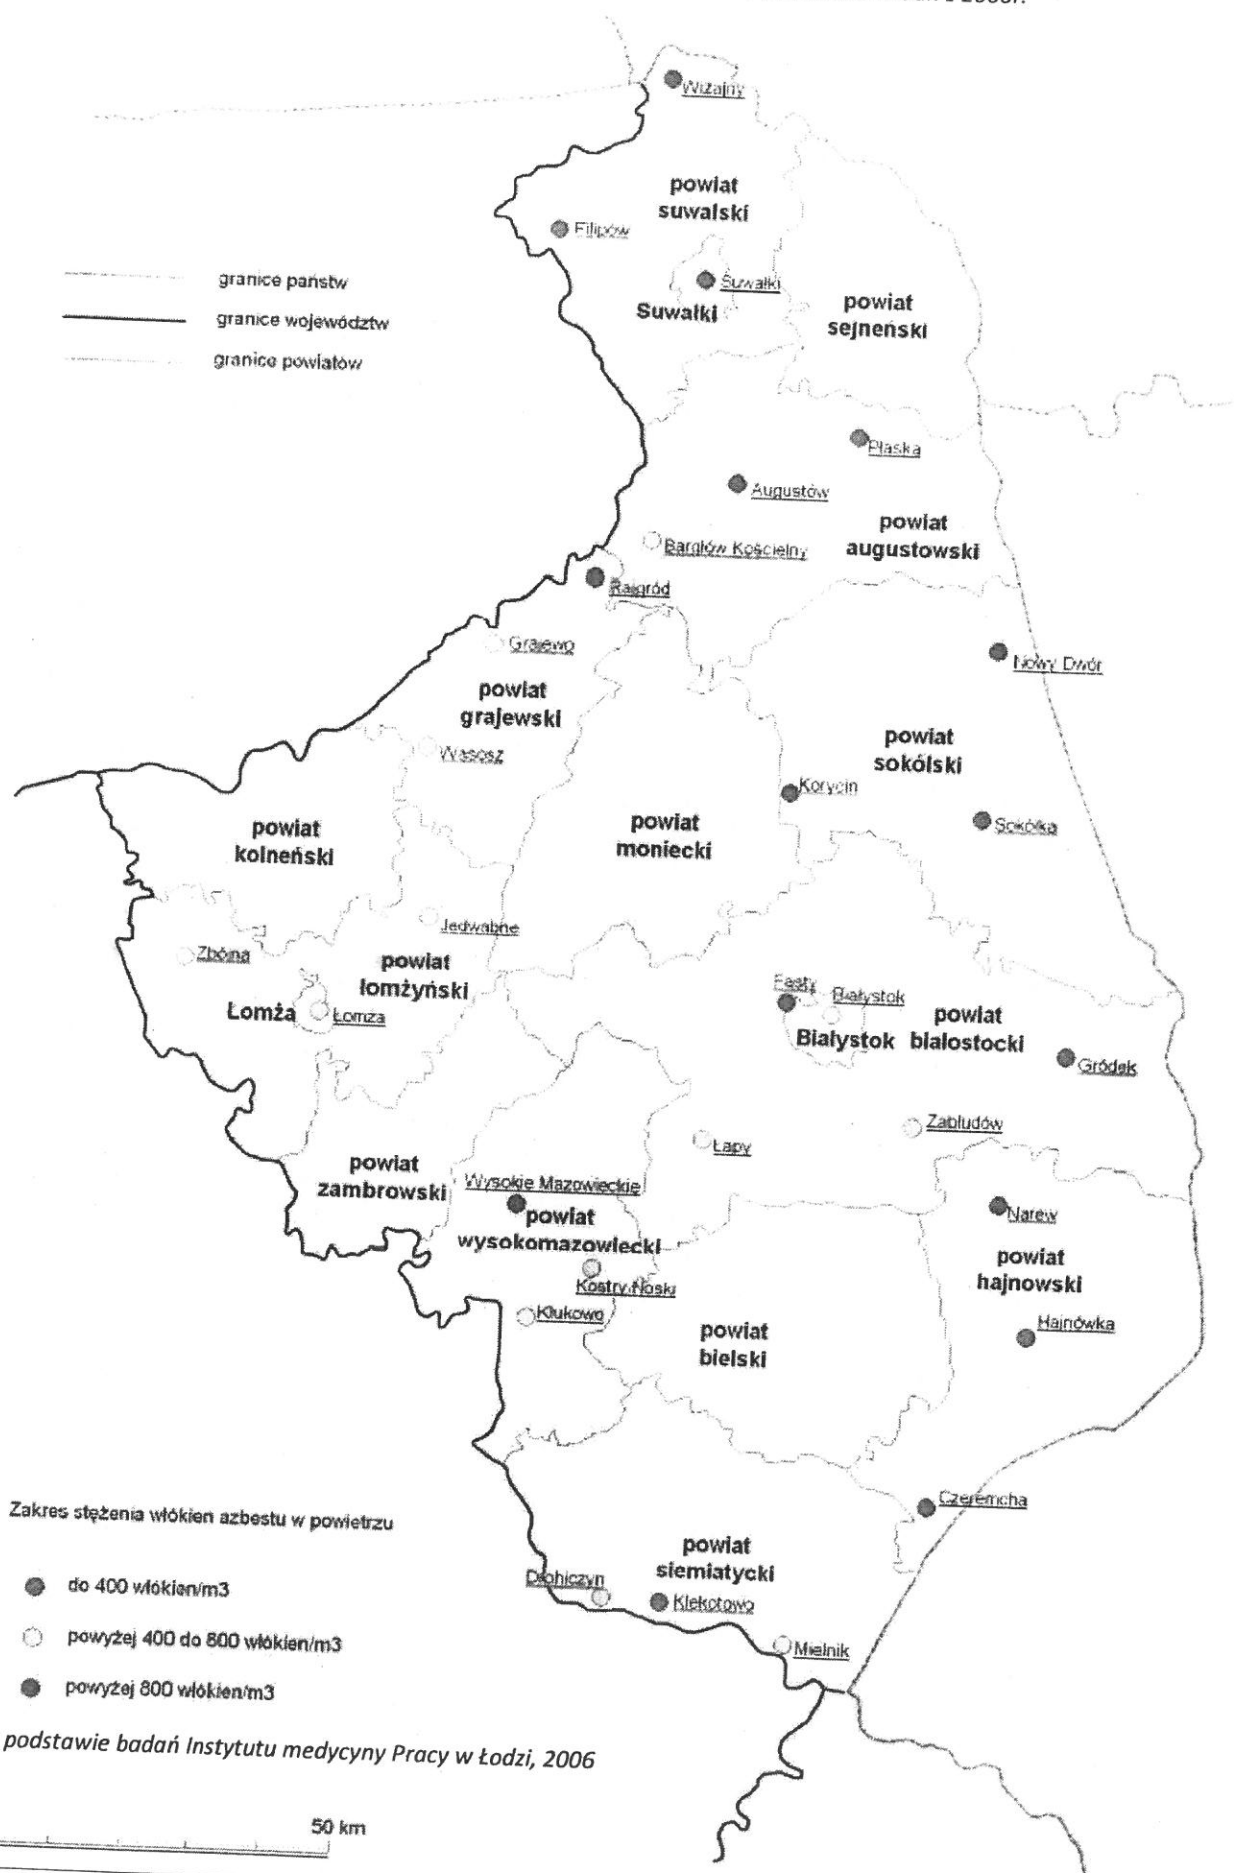 Wiżajny
powiat
suwalski
Filipów
Suwałki
Suwałki
powiat
sejneński
granice państw
granice województw
granice powiatów
Płaska
Augustów
powiat
augustowski
Bargłów Kościelny
Rajgród
Grajewo
Nowy Dwór
powiat
grajewski
Wąsosz
powiat
sokólski
Korycin
Sokółka
powiat
kolneński
powiat
moniecki
Jedwabne
Zbójna
powiat
łomżyński
Łomża
Łomża
Fasty
Białystok
Białystok
powiat
białostocki
Gródek
Zabłudów
Łapy
powiat
zambrowski
Wysokie Mazowieckie
powiat
wysokomazowiecki
Narew
powiat
hajnowski
Kostry Noski
Klukowo
Hajnówka
powiat
bielski
Czeremcha
Zakres stężenia włókien azbestu w powietrzu
powiat
siemiatycki
Drohiczyn
Klekotowo
Mielnik
do 400 włókien/m3
powyżej 400 do 800 włókien/m3
powyżej 800 włókien/m3
podstawie badań Instytutu medycyny Pracy w Łodzi, 2006
50 km